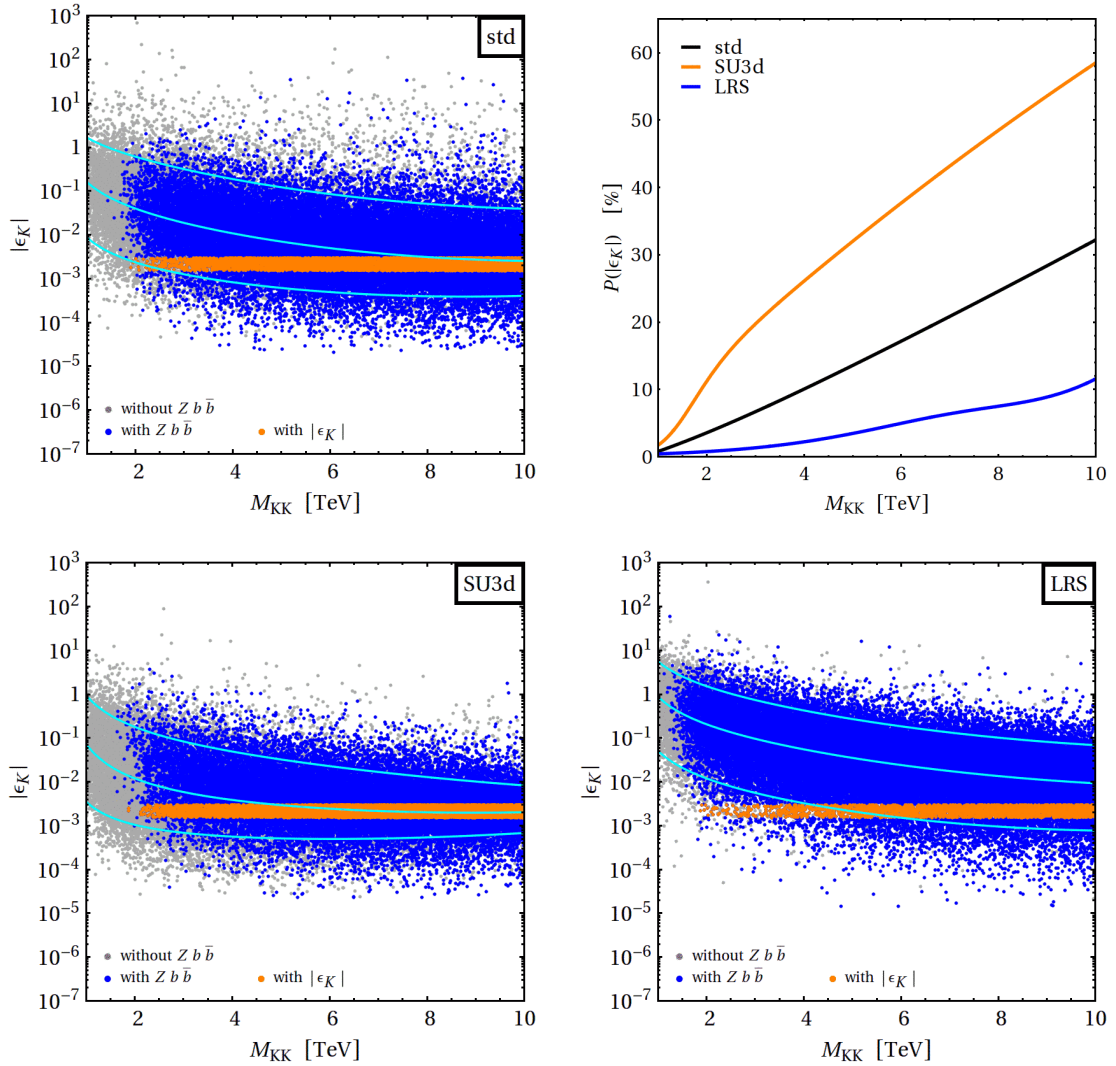 std
10³
10²
10¹
1
10⁻¹
10⁻²
10⁻³
10⁻⁴
10⁻⁵
10⁻⁶
10⁻⁷
|ϵ_K|
without Z b b̄
with Z b b̄ with |ϵ_K|
2 4 6 8 10
M_KK [TeV]
std
SU3d
LRS
60
50
40
30
20
10
0
P(|ϵ_K|) [%]
2 4 6 8 10
M_KK [TeV]
SU3d
10³
10²
10¹
1
10⁻¹
10⁻²
10⁻³
10⁻⁴
10⁻⁵
10⁻⁶
10⁻⁷
|ϵ_K|
without Z b b̄
with Z b b̄ with |ϵ_K|
2 4 6 8 10
M_KK [TeV]
LRS
10³
10²
10¹
1
10⁻¹
10⁻²
10⁻³
10⁻⁴
10⁻⁵
10⁻⁶
10⁻⁷
|ϵ_K|
without Z b b̄
with Z b b̄ with |ϵ_K|
2 4 6 8 10
M_KK [TeV]